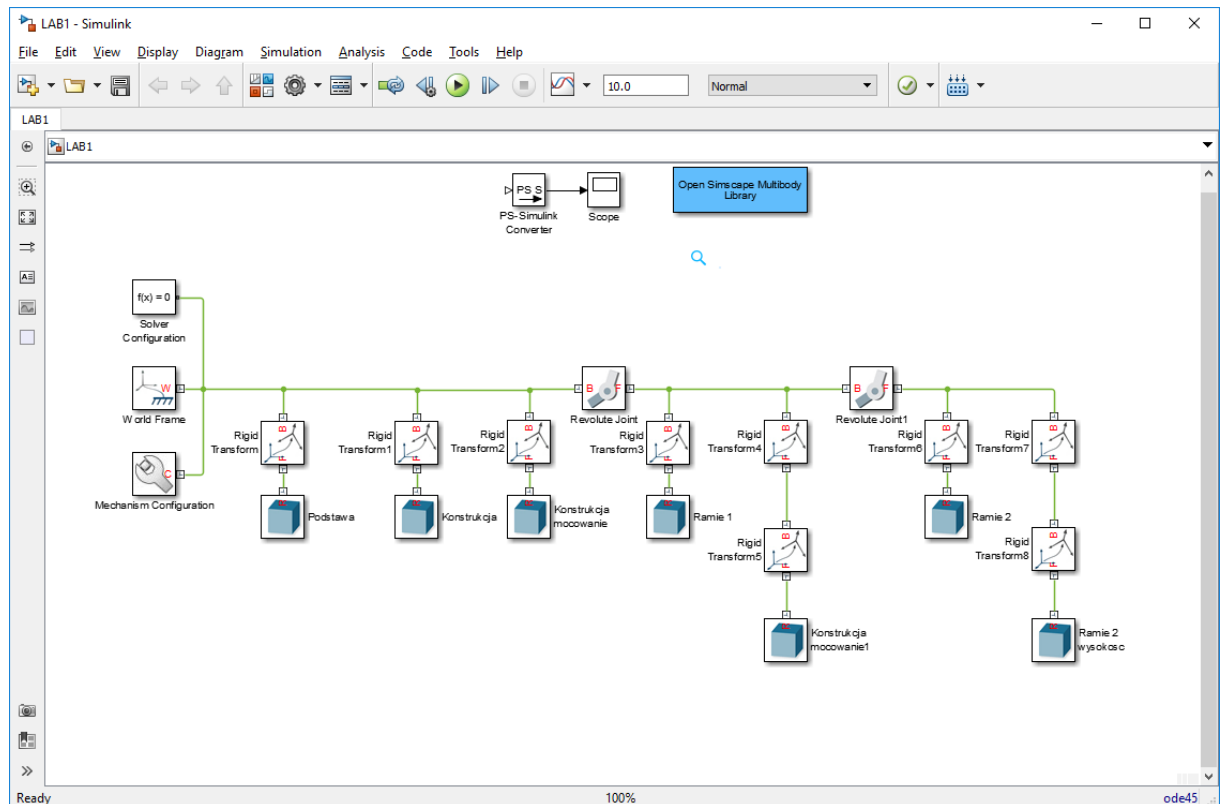 LAB1 - Simulink
File Edit View Display Diagram Simulation Analysis Code Tools Help
10.0
Normal
LAB1
LAB1
PS S
PS-Simulink
Converter
Scope
Open Simscape Multibody
Library
f(x) = 0
Solver
Configuration
W
World Frame
C
Mechanism Configuration
B F
Revolute Joint
B F
Revolute Joint1
B
Rigid
Transform
F
B
Rigid
Transform1
F
B
Rigid
Transform2
F
B
Rigid
Transform3
F
B
Rigid
Transform4
F
B
Rigid
Transform6
F
B
Rigid
Transform7
F
R
Podstawa
R
Konstrukcja
R
Konstrukcja
mocowanie
R
Ramie 1
R
Ramie 2
B
Rigid
Transform5
F
B
Rigid
Transform8
F
R
Konstrukcja
mocowanie1
R
Ramie 2
wysokosc
Ready
100%
ode45